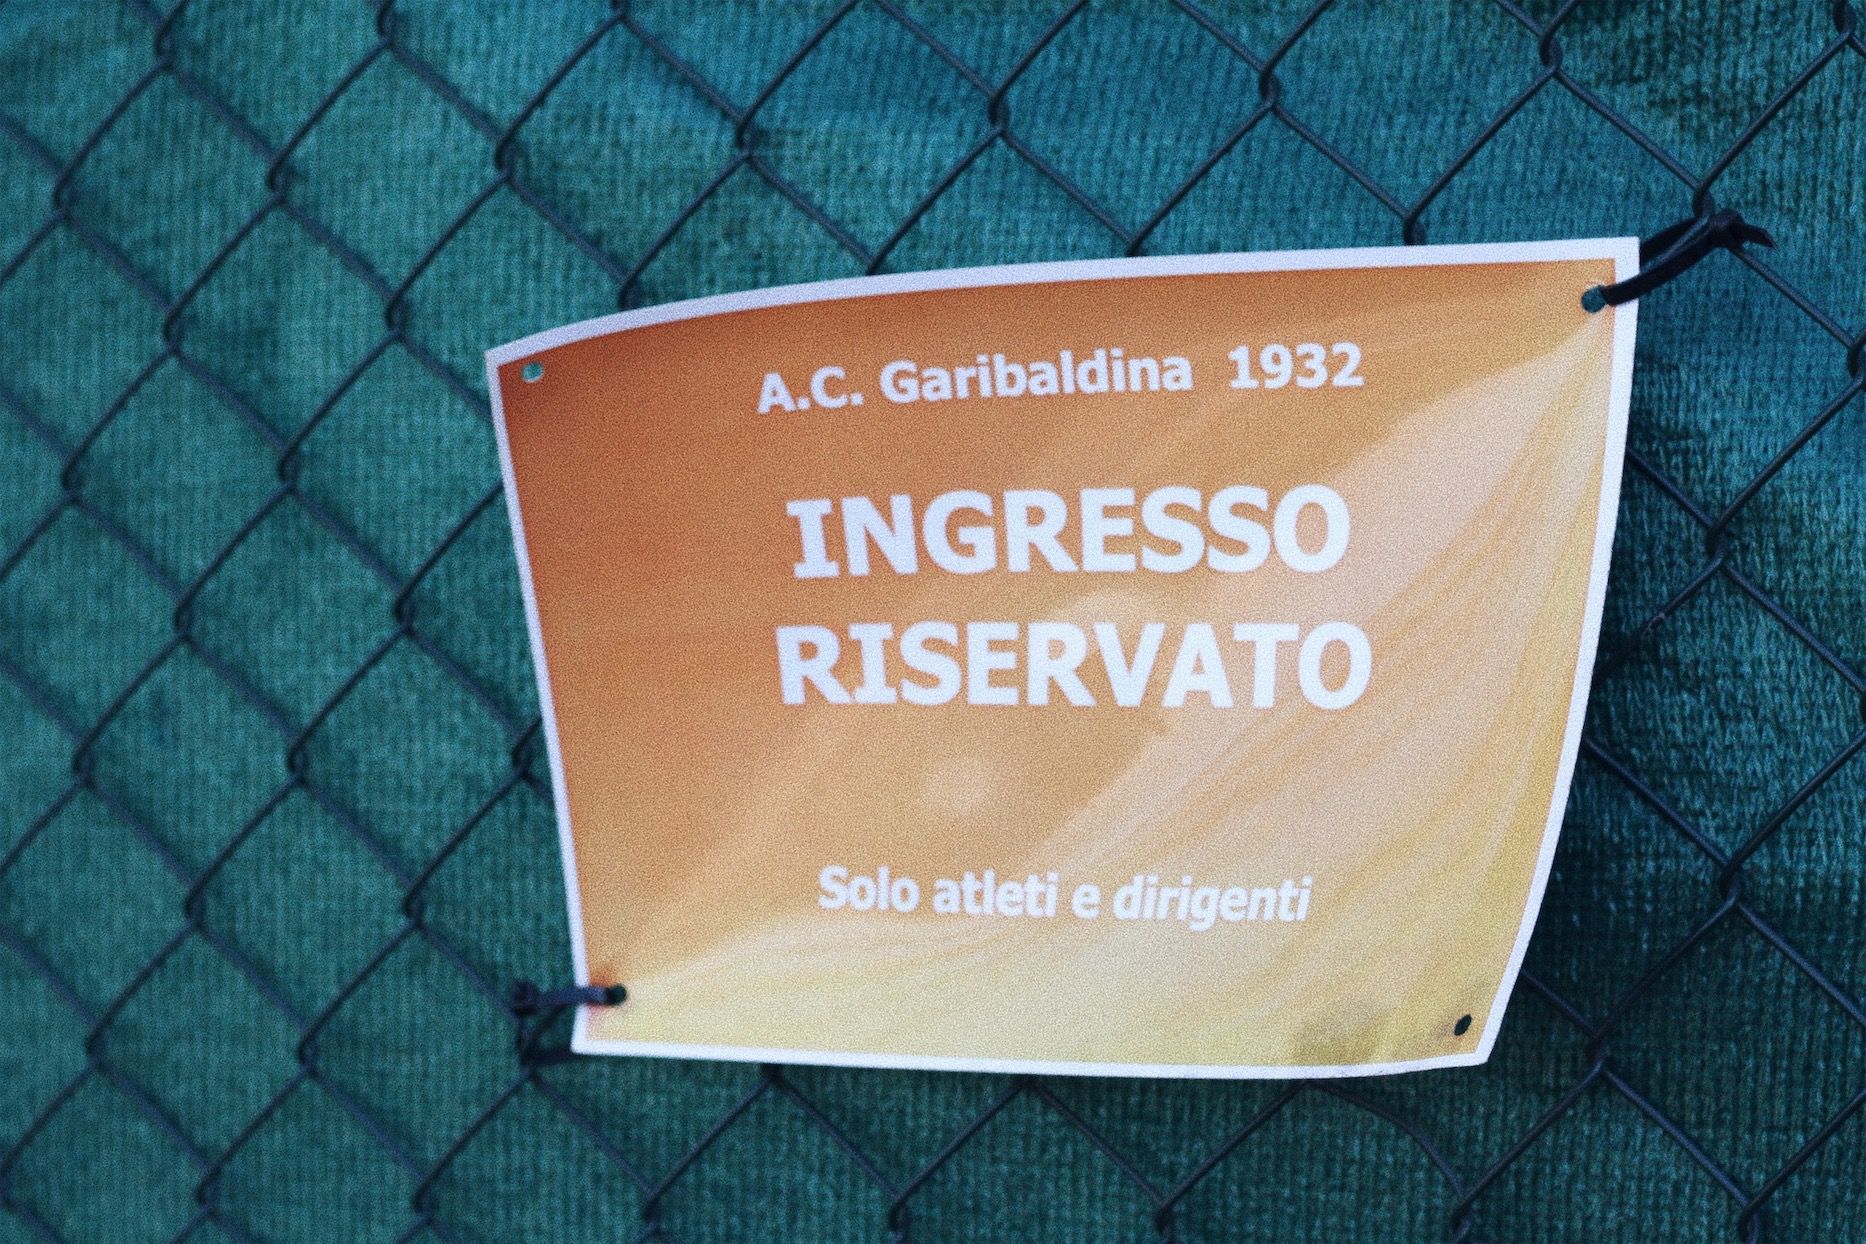 A.C. Garibaldina 1932
INGRESSO
RISERVATO
Solo atleti e dirigenti